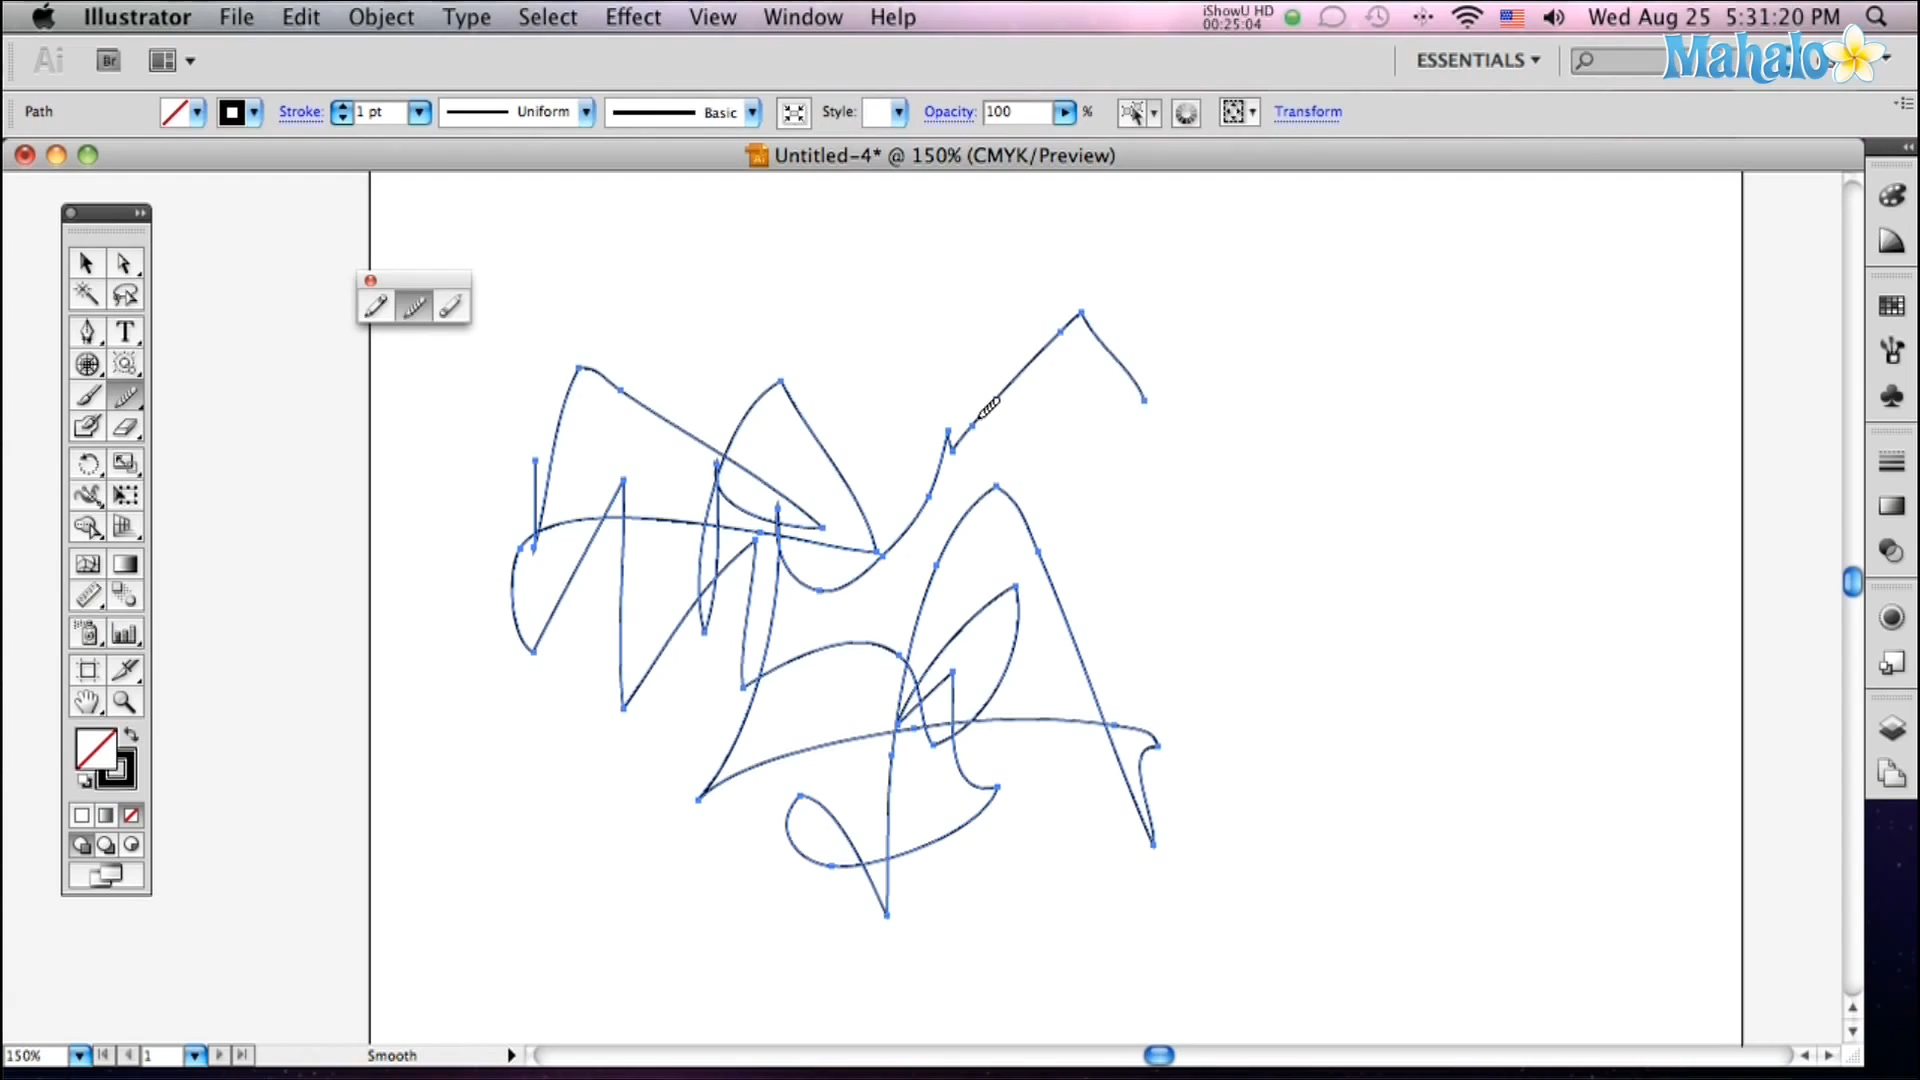 Illustrator File Edit Object Type Select Effect View Window Help iShowU HD 00:25:04 Wed Aug 25 5:31:20 PM
Ai Br ESSENTIALS Mahalo
Path Stroke: 1 pt Uniform Basic Style: Opacity: 100 % Transform
Untitled-4* @ 150% (CMYK/Preview)
T
150% 1 Smooth